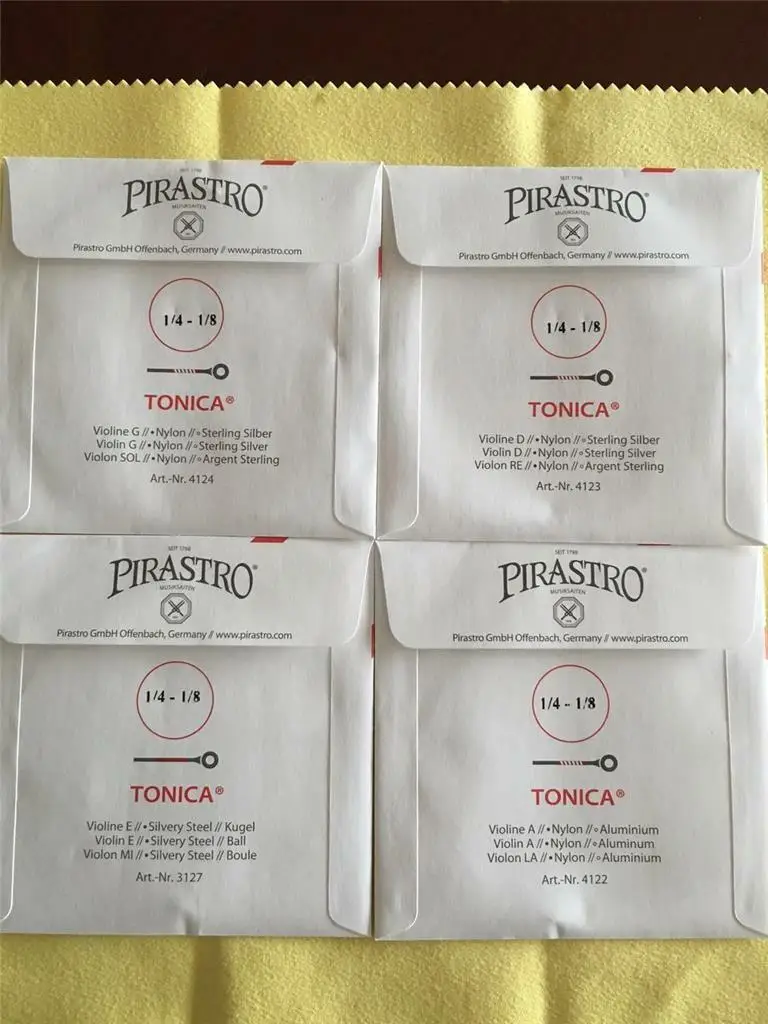 SEIT 1798
PIRASTRO®
MUSIKSAITEN
Pirastro GmbH Offenbach, Germany // www.pirastro.com
1/4 - 1/8
TONICA®
Violine G //•Nylon //∘Sterling Silber
Violin G //•Nylon //∘Sterling Silver
Violon SOL //•Nylon //∘Argent Sterling
Art.-Nr. 4124
SEIT 1798
PIRASTRO®
MUSIKSAITEN
Pirastro GmbH Offenbach, Germany // www.pirastro.com
1/4 - 1/8
TONICA®
Violine D //•Nylon //∘Sterling Silber
Violin D //•Nylon //∘Sterling Silver
Violon RE //•Nylon //∘Argent Sterling
Art.-Nr. 4123
SEIT 1798
PIRASTRO®
MUSIKSAITEN
Pirastro GmbH Offenbach, Germany // www.pirastro.com
1/4 - 1/8
TONICA®
Violine E //•Silvery Steel // Kugel
Violin E //•Silvery Steel // Ball
Violon MI //•Silvery Steel // Boule
Art.-Nr. 3127
SEIT 1798
PIRASTRO®
MUSIKSAITEN
Pirastro GmbH Offenbach, Germany // www.pirastro.com
1/4 - 1/8
TONICA®
Violine A //•Nylon //∘Aluminium
Violin A //•Nylon //∘Aluminum
Violon LA //•Nylon //∘Aluminium
Art.-Nr. 4122